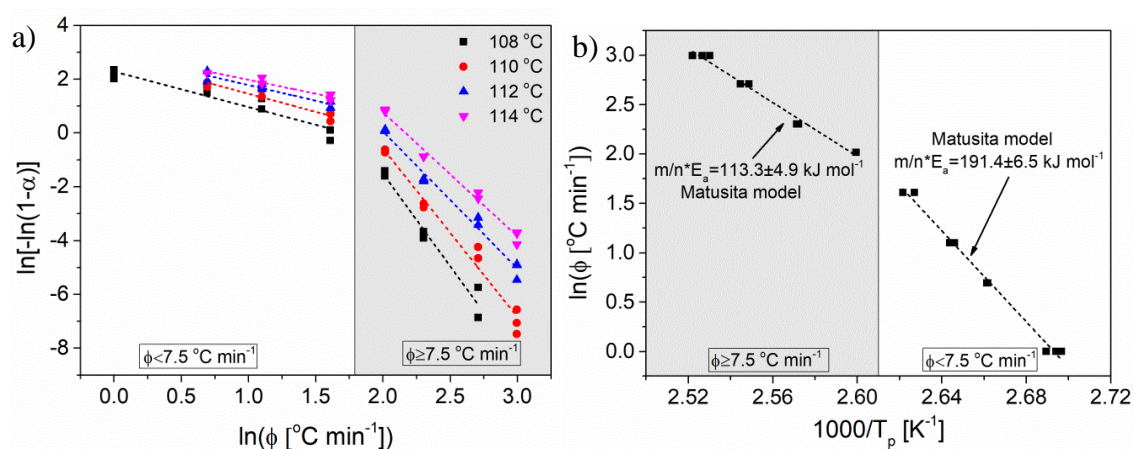 a)
4
2
0
-2
-4
-6
-8
ln[-ln(1-α)]
108 °C
110 °C
112 °C
114 °C
ϕ<7.5 °C min⁻¹
ϕ≥7.5 °C min⁻¹
0.0 0.5 1.0 1.5 2.0 2.5 3.0
ln(ϕ [°C min⁻¹])
b)
3.0
2.5
2.0
1.5
1.0
0.5
0.0
ln(ϕ [°C min⁻¹])
m/n*Eₐ=113.3±4.9 kJ mol⁻¹
Matusita model
Matusita model
m/n*Eₐ=191.4±6.5 kJ mol⁻¹
ϕ≥7.5 °C min⁻¹
ϕ<7.5 °C min⁻¹
2.52 2.56 2.60 2.64 2.68 2.72
1000/Tₚ [K⁻¹]